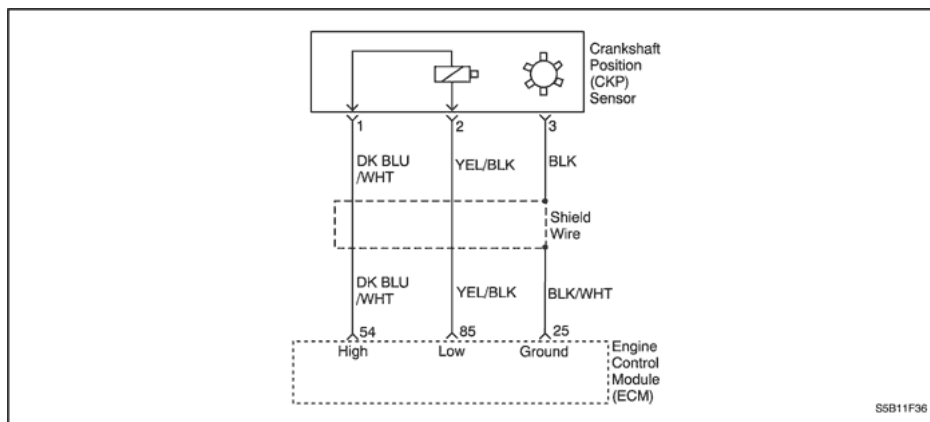 Crankshaft
Position
(CKP)
Sensor
1
2
3
DK BLU
/WHT
YEL/BLK
BLK
Shield
Wire
DK BLU
/WHT
YEL/BLK
BLK/WHT
54
85
25
High
Low
Ground
Engine
Control
Module
(ECM)
S5B11F36